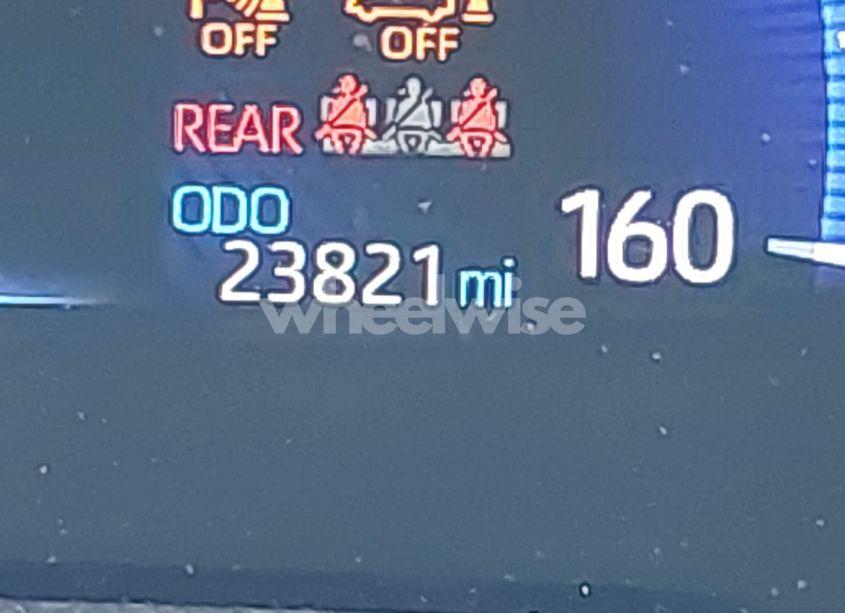 OFF OFF
REAR
ODO
23821 mi
160
wheelwise